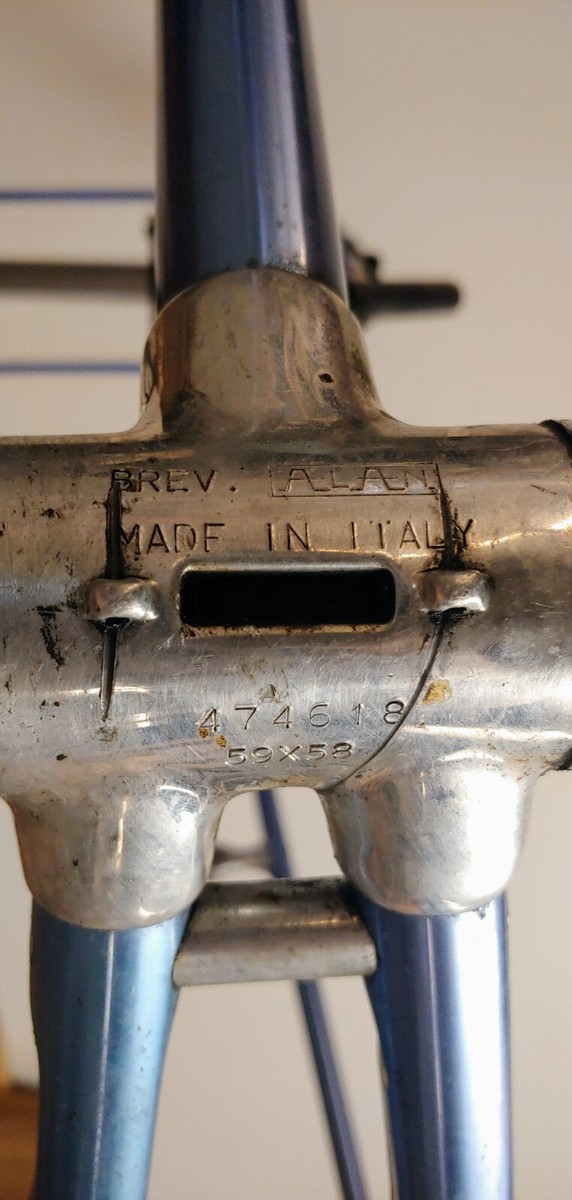 BREV. ALAN
MADE IN ITALY
474618
59X58